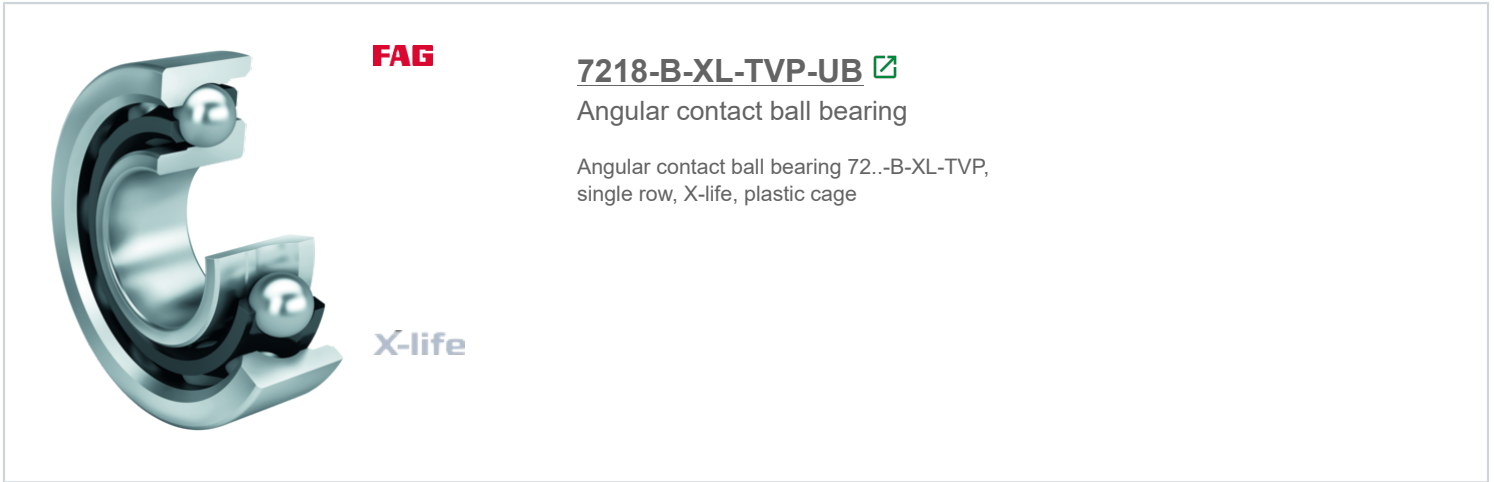 FAG
7218-B-XL-TVP-UB
Angular contact ball bearing
Angular contact ball bearing 72..-B-XL-TVP,
single row, X-life, plastic cage
X-life